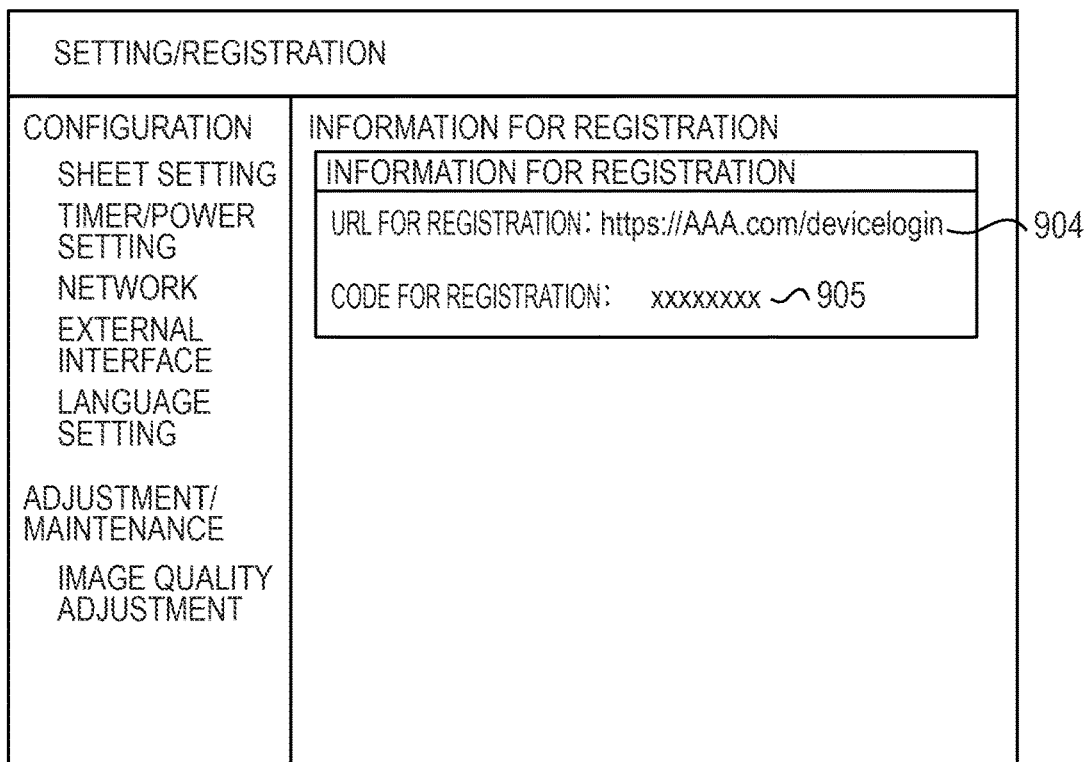 SETTING/REGISTRATION
CONFIGURATION
SHEET SETTING
TIMER/POWER
SETTING
NETWORK
EXTERNAL
INTERFACE
LANGUAGE
SETTING
ADJUSTMENT/
MAINTENANCE
IMAGE QUALITY
ADJUSTMENT
INFORMATION FOR REGISTRATION
INFORMATION FOR REGISTRATION
URL FOR REGISTRATION: https://AAA.com/devicelogin 904
CODE FOR REGISTRATION: xxxxxxxx 905